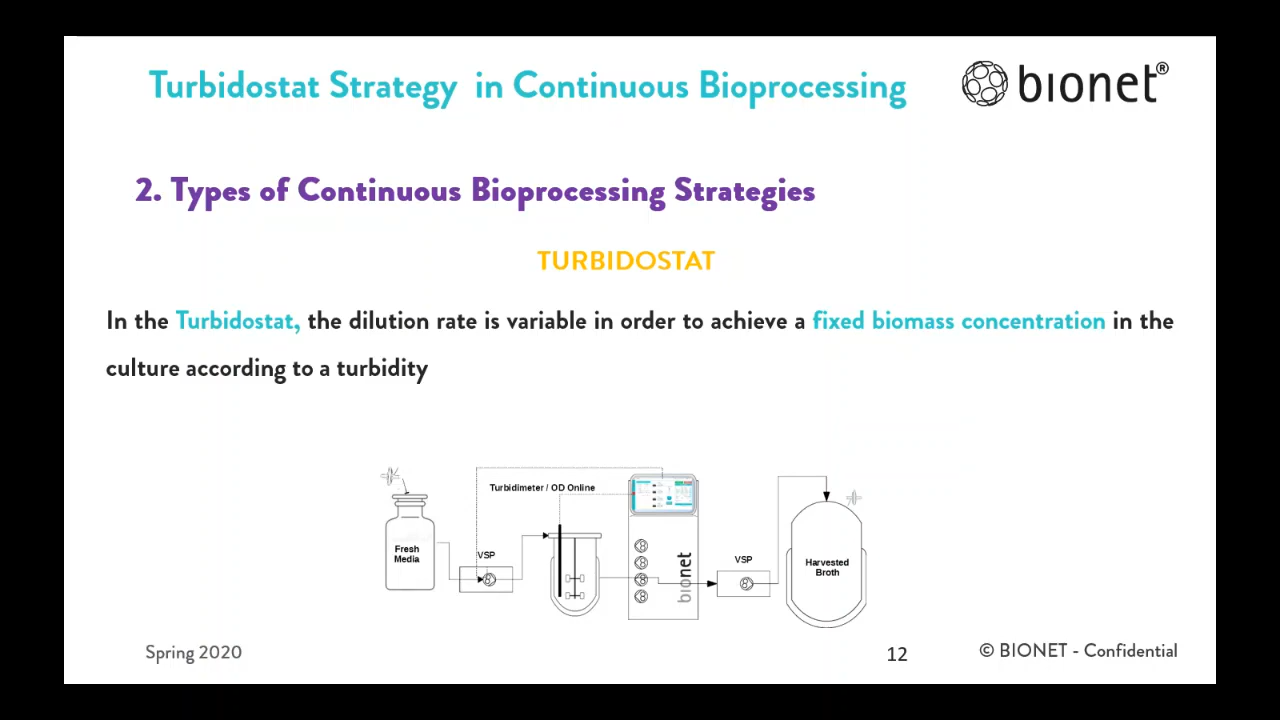 Turbidostat Strategy in Continuous Bioprocessing
bionet®
2. Types of Continuous Bioprocessing Strategies
TURBIDOSTAT
In the Turbidostat, the dilution rate is variable in order to achieve a fixed biomass concentration in the
culture according to a turbidity
Turbidimeter / OD Online
Fresh
Media
VSP
bionet
VSP
Harvested
Broth
Spring 2020
12
© BIONET - Confidential